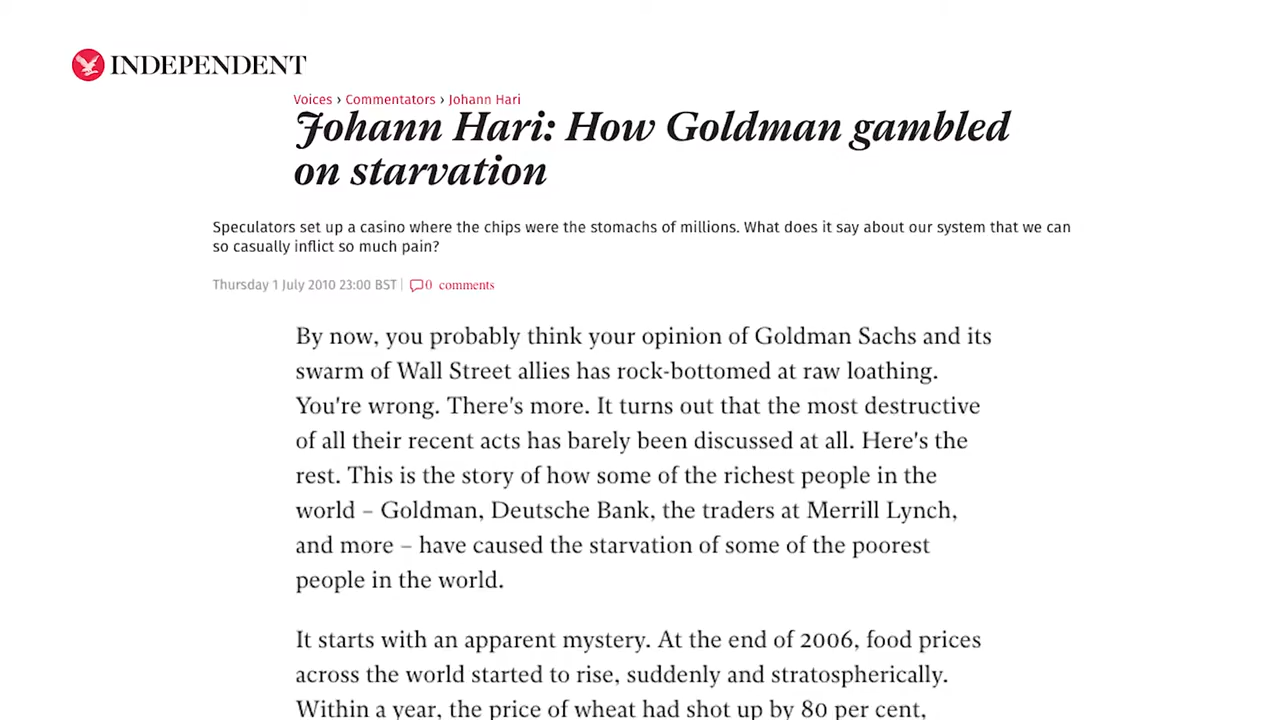 INDEPENDENT
Voices › Commentators › Johann Hari
Johann Hari: How Goldman gambled
on starvation
Speculators set up a casino where the chips were the stomachs of millions. What does it say about our system that we can
so casually inflict so much pain?
Thursday 1 July 2010 23:00 BST | 0 comments
By now, you probably think your opinion of Goldman Sachs and its
swarm of Wall Street allies has rock-bottomed at raw loathing.
You're wrong. There's more. It turns out that the most destructive
of all their recent acts has barely been discussed at all. Here's the
rest. This is the story of how some of the richest people in the
world – Goldman, Deutsche Bank, the traders at Merrill Lynch,
and more – have caused the starvation of some of the poorest
people in the world.
It starts with an apparent mystery. At the end of 2006, food prices
across the world started to rise, suddenly and stratospherically.
Within a year, the price of wheat had shot up by 80 per cent,